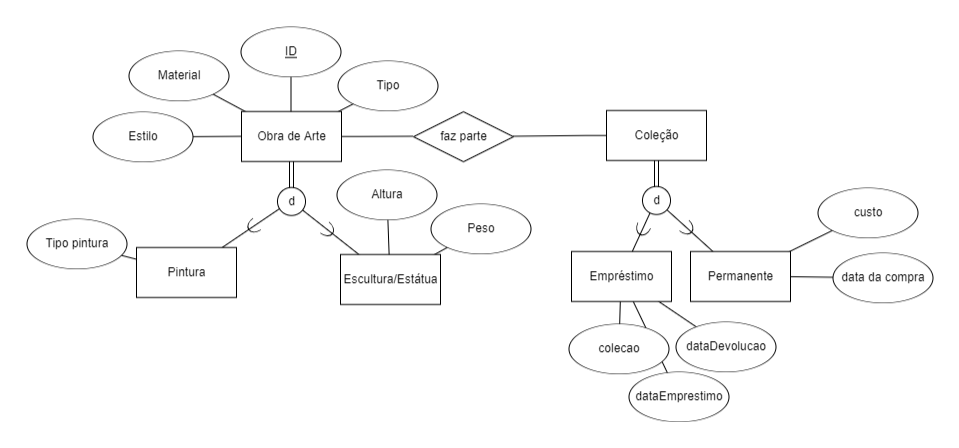 ID
Material
Tipo
Estilo
Obra de Arte
faz parte
Coleção
d
Altura
d
Peso
custo
Tipo pintura
Pintura
Escultura/Estátua
Empréstimo
Permanente
data da compra
colecao
dataDevolucao
dataEmprestimo